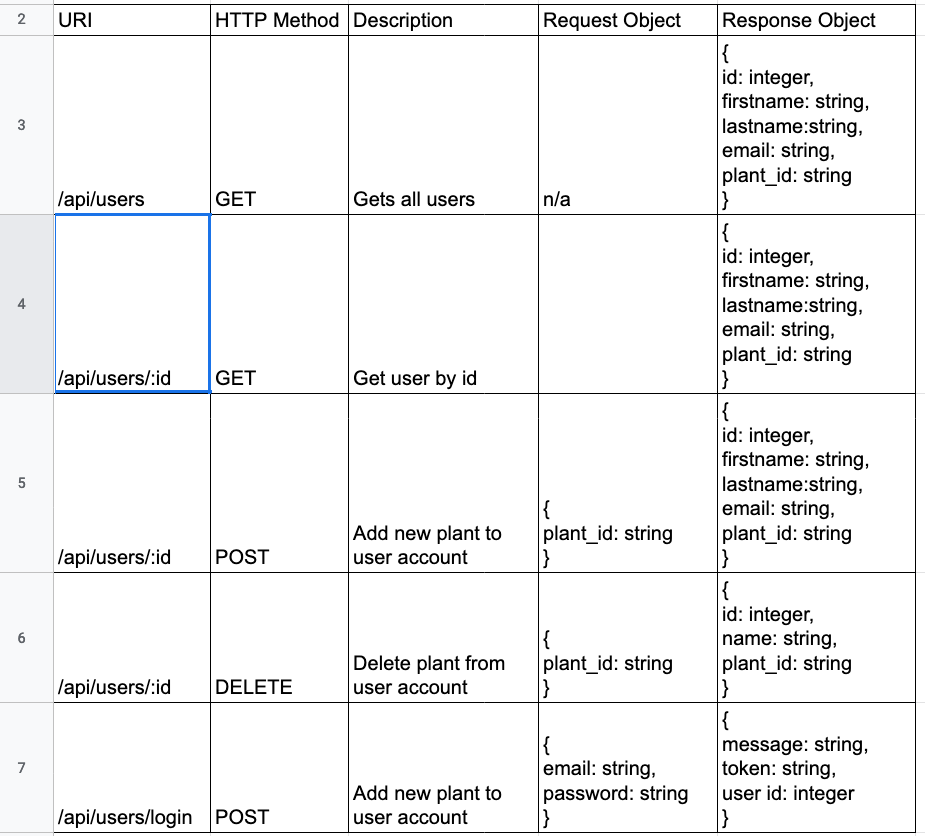 2 URI HTTP Method Description Request Object Response Object
{
id: integer,
firstname: string,
lastname:string,
email: string,
plant_id: string
3 /api/users GET Gets all users n/a }
{
id: integer,
firstname: string,
lastname:string,
email: string,
plant_id: string
4 /api/users/:id GET Get user by id }
{
id: integer,
firstname: string,
lastname:string,
{ email: string,
Add new plant to plant_id: string plant_id: string
5 /api/users/:id POST user account } }
{
id: integer,
{ name: string,
Delete plant from plant_id: string plant_id: string
6 /api/users/:id DELETE user account } }
{
{ message: string,
email: string, token: string,
Add new plant to password: string user id: integer
7 /api/users/login POST user account } }